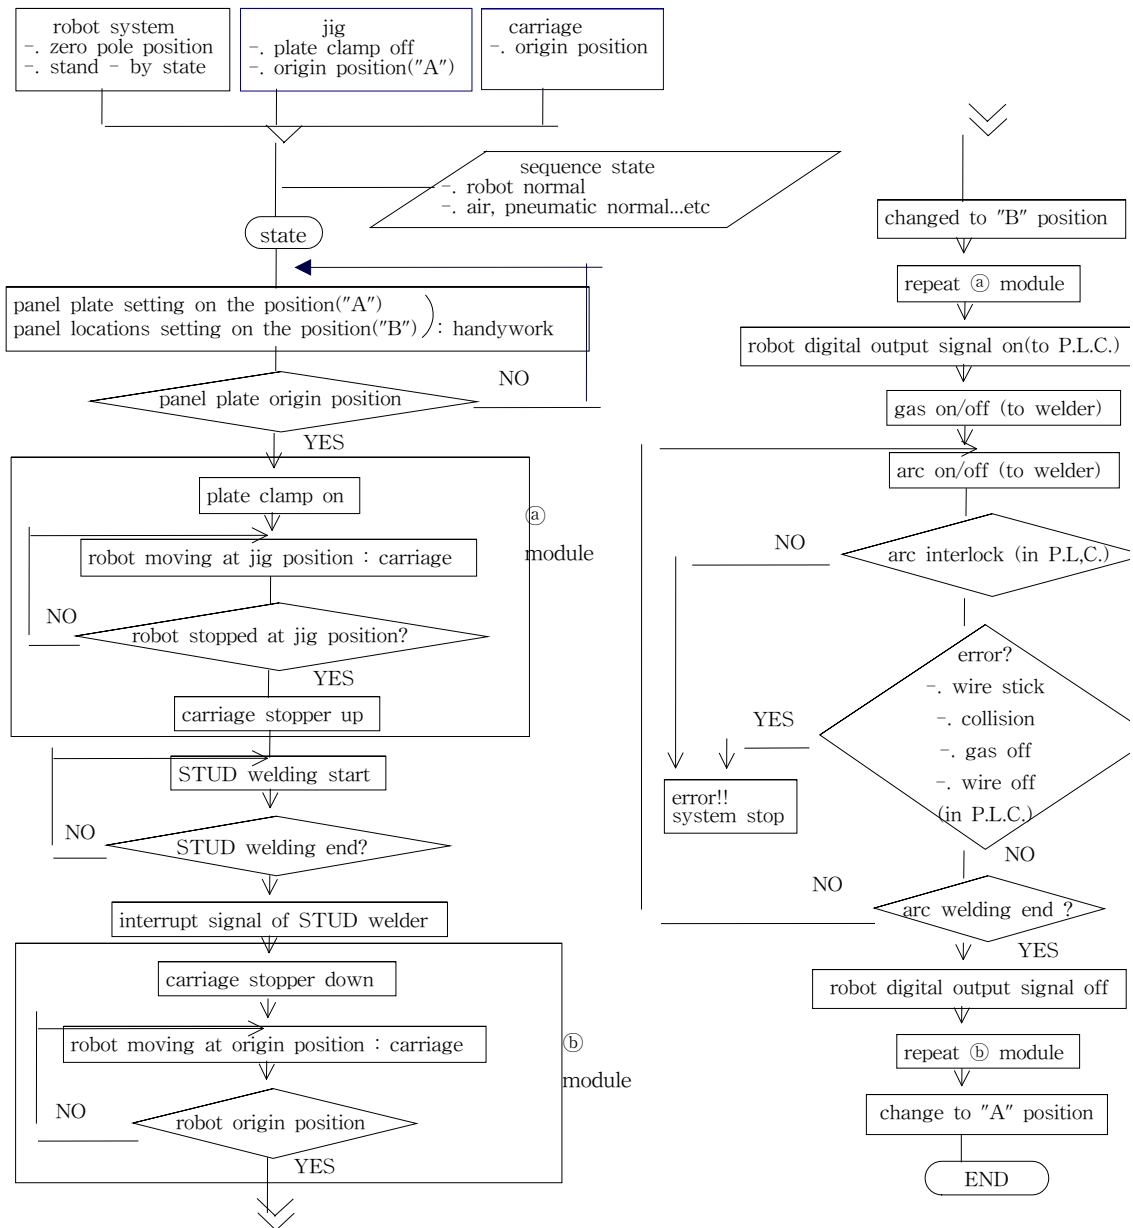 robot system
-. zero pole position
-. stand - by state
jig
-. plate clamp off
-. origin position("A")
carriage
-. origin position
sequence state
-. robot normal
-. air, pneumatic normal...etc
state
panel plate setting on the position("A")
panel locations setting on the position("B") ) : handywork
panel plate origin position
NO
YES
plate clamp on
ⓐ
module
robot moving at jig position : carriage
NO
robot stopped at jig position?
YES
carriage stopper up
STUD welding start
NO
STUD welding end?
interrupt signal of STUD welder
carriage stopper down
robot moving at origin position : carriage
ⓑ
module
NO
robot origin position
YES
changed to "B" position
repeat ⓐ module
robot digital output signal on(to P.L.C.)
gas on/off (to welder)
arc on/off (to welder)
NO
arc interlock (in P.L,C.)
error?
-. wire stick
YES
-. collision
-. gas off
-. wire off
(in P.L.C.)
error!!
system stop
NO
NO
arc welding end ?
YES
robot digital output signal off
repeat ⓑ module
change to "A" position
END